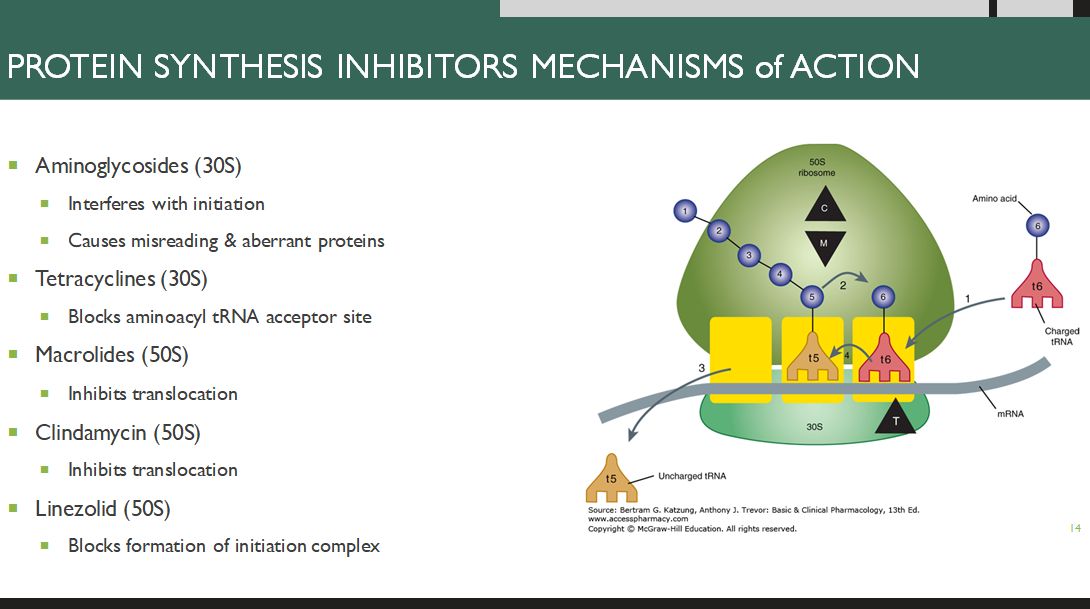 PROTEIN SYNTHESIS INHIBITORS MECHANISMS of ACTION
Aminoglycosides (30S)
Interferes with initiation
Causes misreading & aberrant proteins
Tetracyclines (30S)
Blocks aminoacyl tRNA acceptor site
Macrolides (50S)
Inhibits translocation
Clindamycin (50S)
Inhibits translocation
Linezolid (50S)
Blocks formation of initiation complex
50S
ribosome
C
M
1
2
3
4
5
2
6
Amino acid
6
t6
1
Charged
tRNA
t5
4
t6
3
mRNA
T
30S
t5
Uncharged tRNA
Source: Bertram G. Katzung, Anthony J. Trevor: Basic & Clinical Pharmacology, 13th Ed.
www.accesspharmacy.com
Copyright © McGraw-Hill Education. All rights reserved.
14